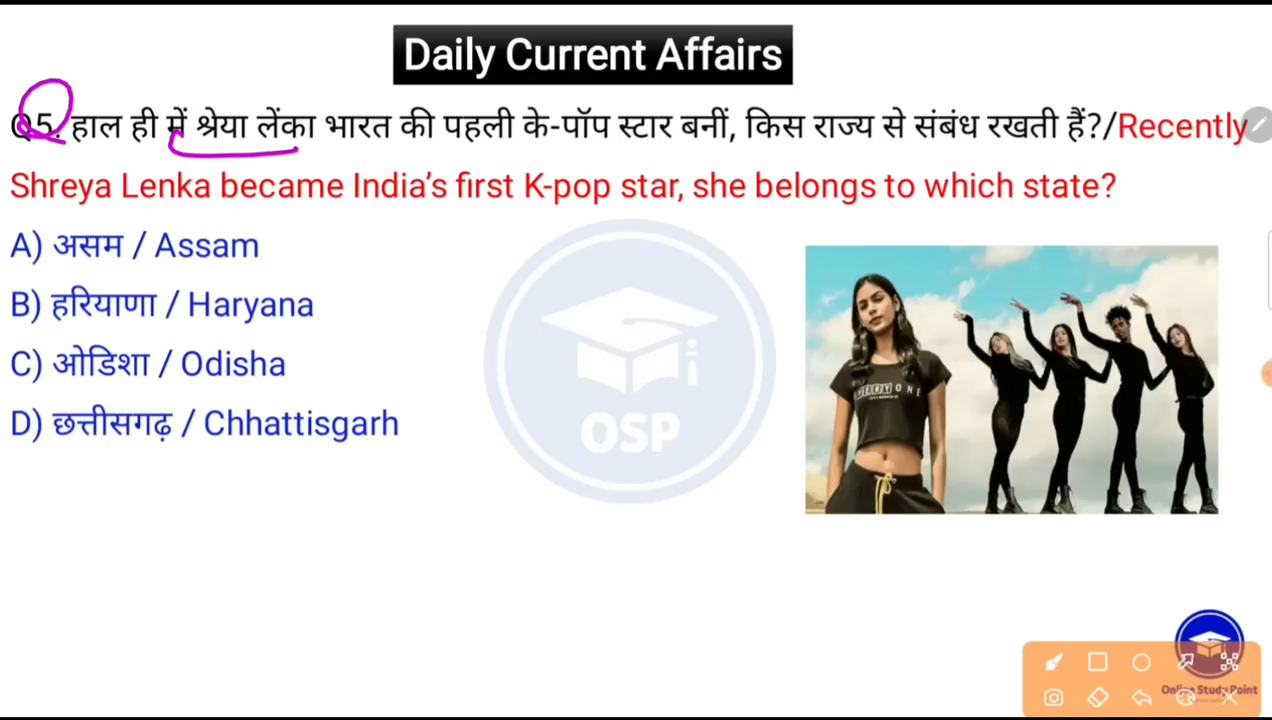 Daily Current Affairs
Q5. हाल ही में श्रेया लेंका भारत की पहली के-पॉप स्टार बनीं, किस राज्य से संबंध रखती हैं?/Recently
Shreya Lenka became India’s first K-pop star, she belongs to which state?
A) असम / Assam
B) हरियाणा / Haryana
C) ओडिशा / Odisha
D) छत्तीसगढ़ / Chhattisgarh
OSP
Online Study Point